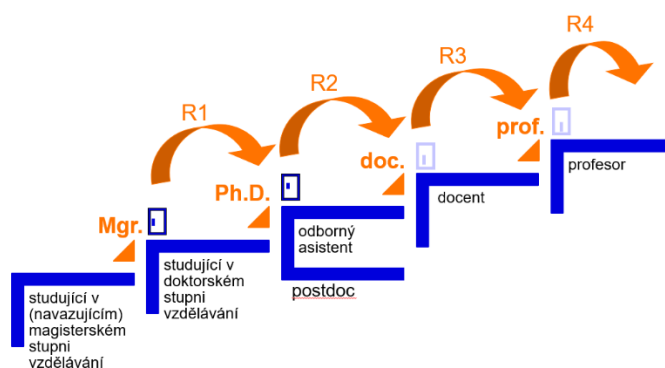 R1
R2
R3
R4
Mgr.
Ph.D.
doc.
prof.
studující v
(navazujícím)
magisterském
stupni
vzdělávání
studující v
doktorském
stupni
vzdělávání
odborný
asistent
postdoc
docent
profesor